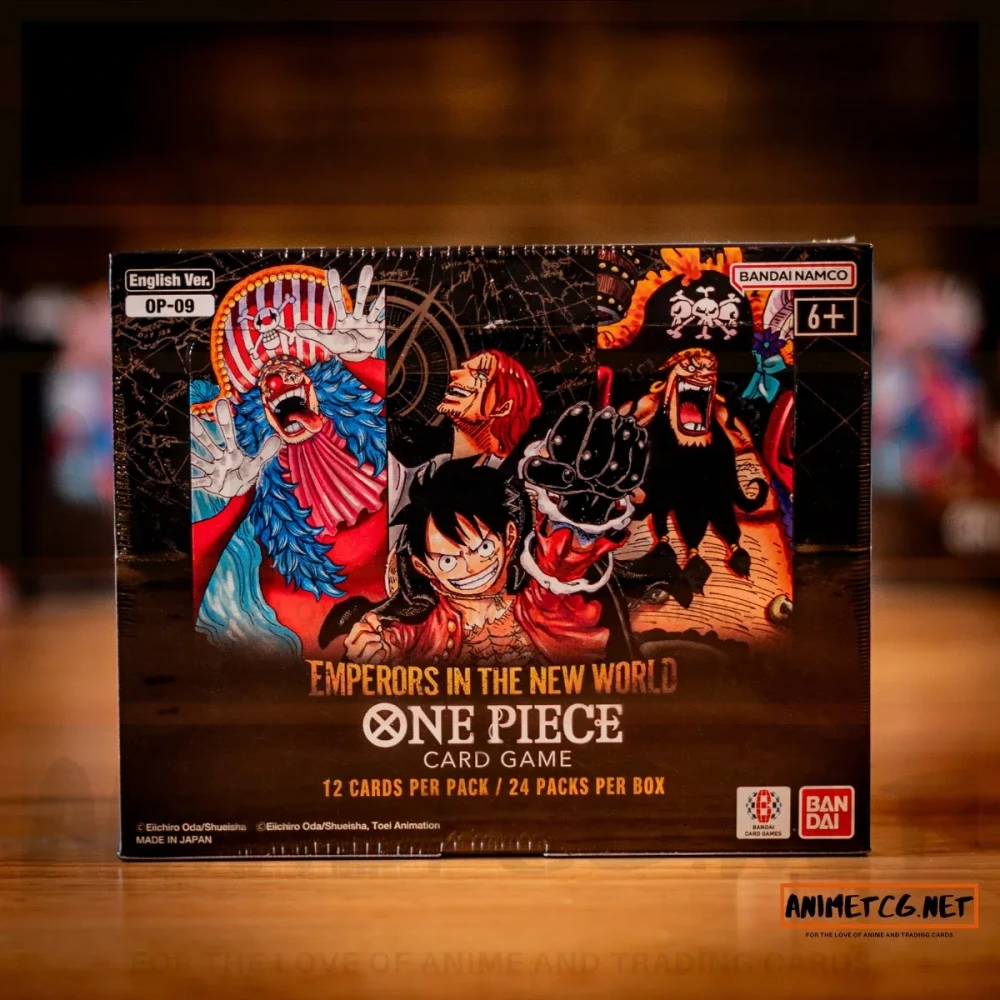 English Ver.
OP-09
BANDAI NAMCO
6+
EMPERORS IN THE NEW WORLD
ONE PIECE
CARD GAME
12 CARDS PER PACK / 24 PACKS PER BOX
©Eiichiro Oda/Shueisha ©Eiichiro Oda/Shueisha, Toei Animation
MADE IN JAPAN
BANDAI
CARD GAMES
BAN
DAI
ANIMETCG.NET
FOR THE LOVE OF ANIME AND TRADING CARDS
FOR THE LOVE OF ANIME AND TRADING CARDS